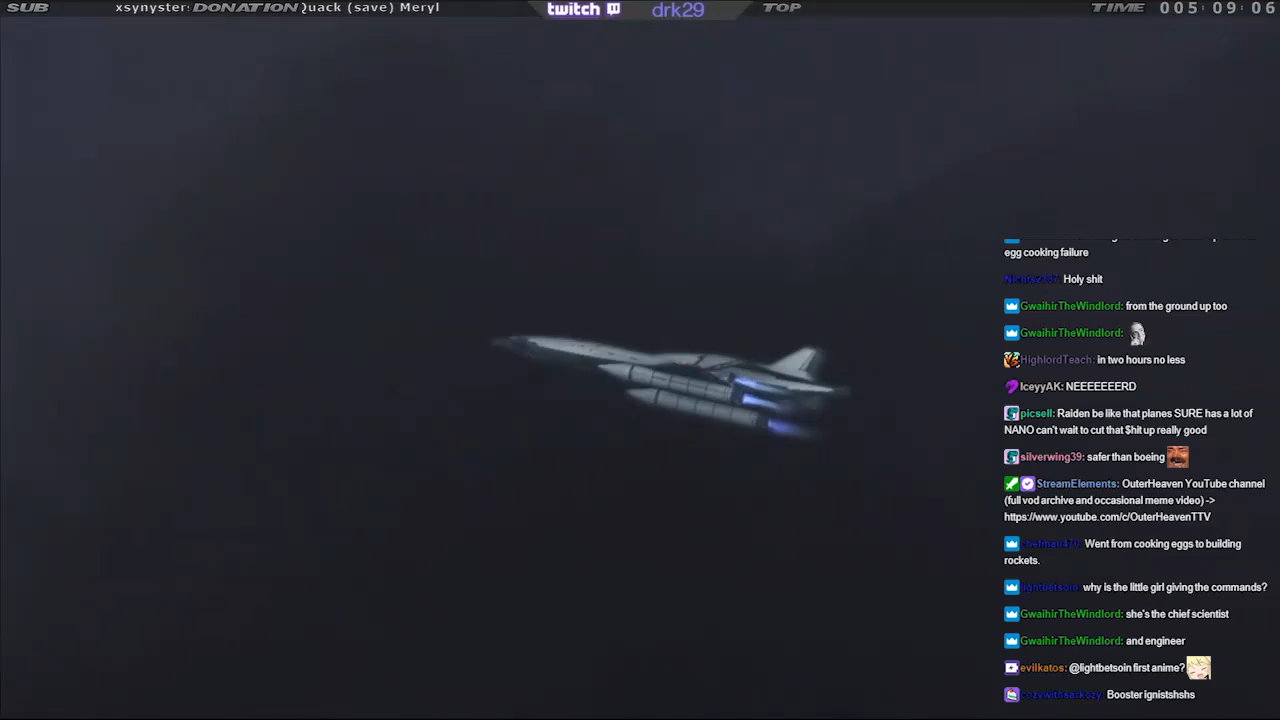 SUB xsynyster DONATION Quack (save) Meryl twitch drk29 TOP TIME 005:09:06
egg cooking failure
Holy shit
GwaihirTheWindlord: from the ground up too
GwaihirTheWindlord:
HighlordTeach: in two hours no less
IceyyAK: NEEEEEEERD
picsell: Raiden be like that planes SURE has a lot of
NANO can't wait to cut that $hit up really good
silverwing39: safer than boeing
StreamElements: OuterHeaven YouTube channel
(full vod archive and occasional meme video) ->
https://www.youtube.com/c/OuterHeavenTTV
Went from cooking eggs to building
rockets.
lightbetsoin: why is the little girl giving the commands?
GwaihirTheWindlord: she's the chief scientist
GwaihirTheWindlord: and engineer
evilkatos: @lightbetsoin first anime?
cozywithsarkozy: Booster ignistshshs